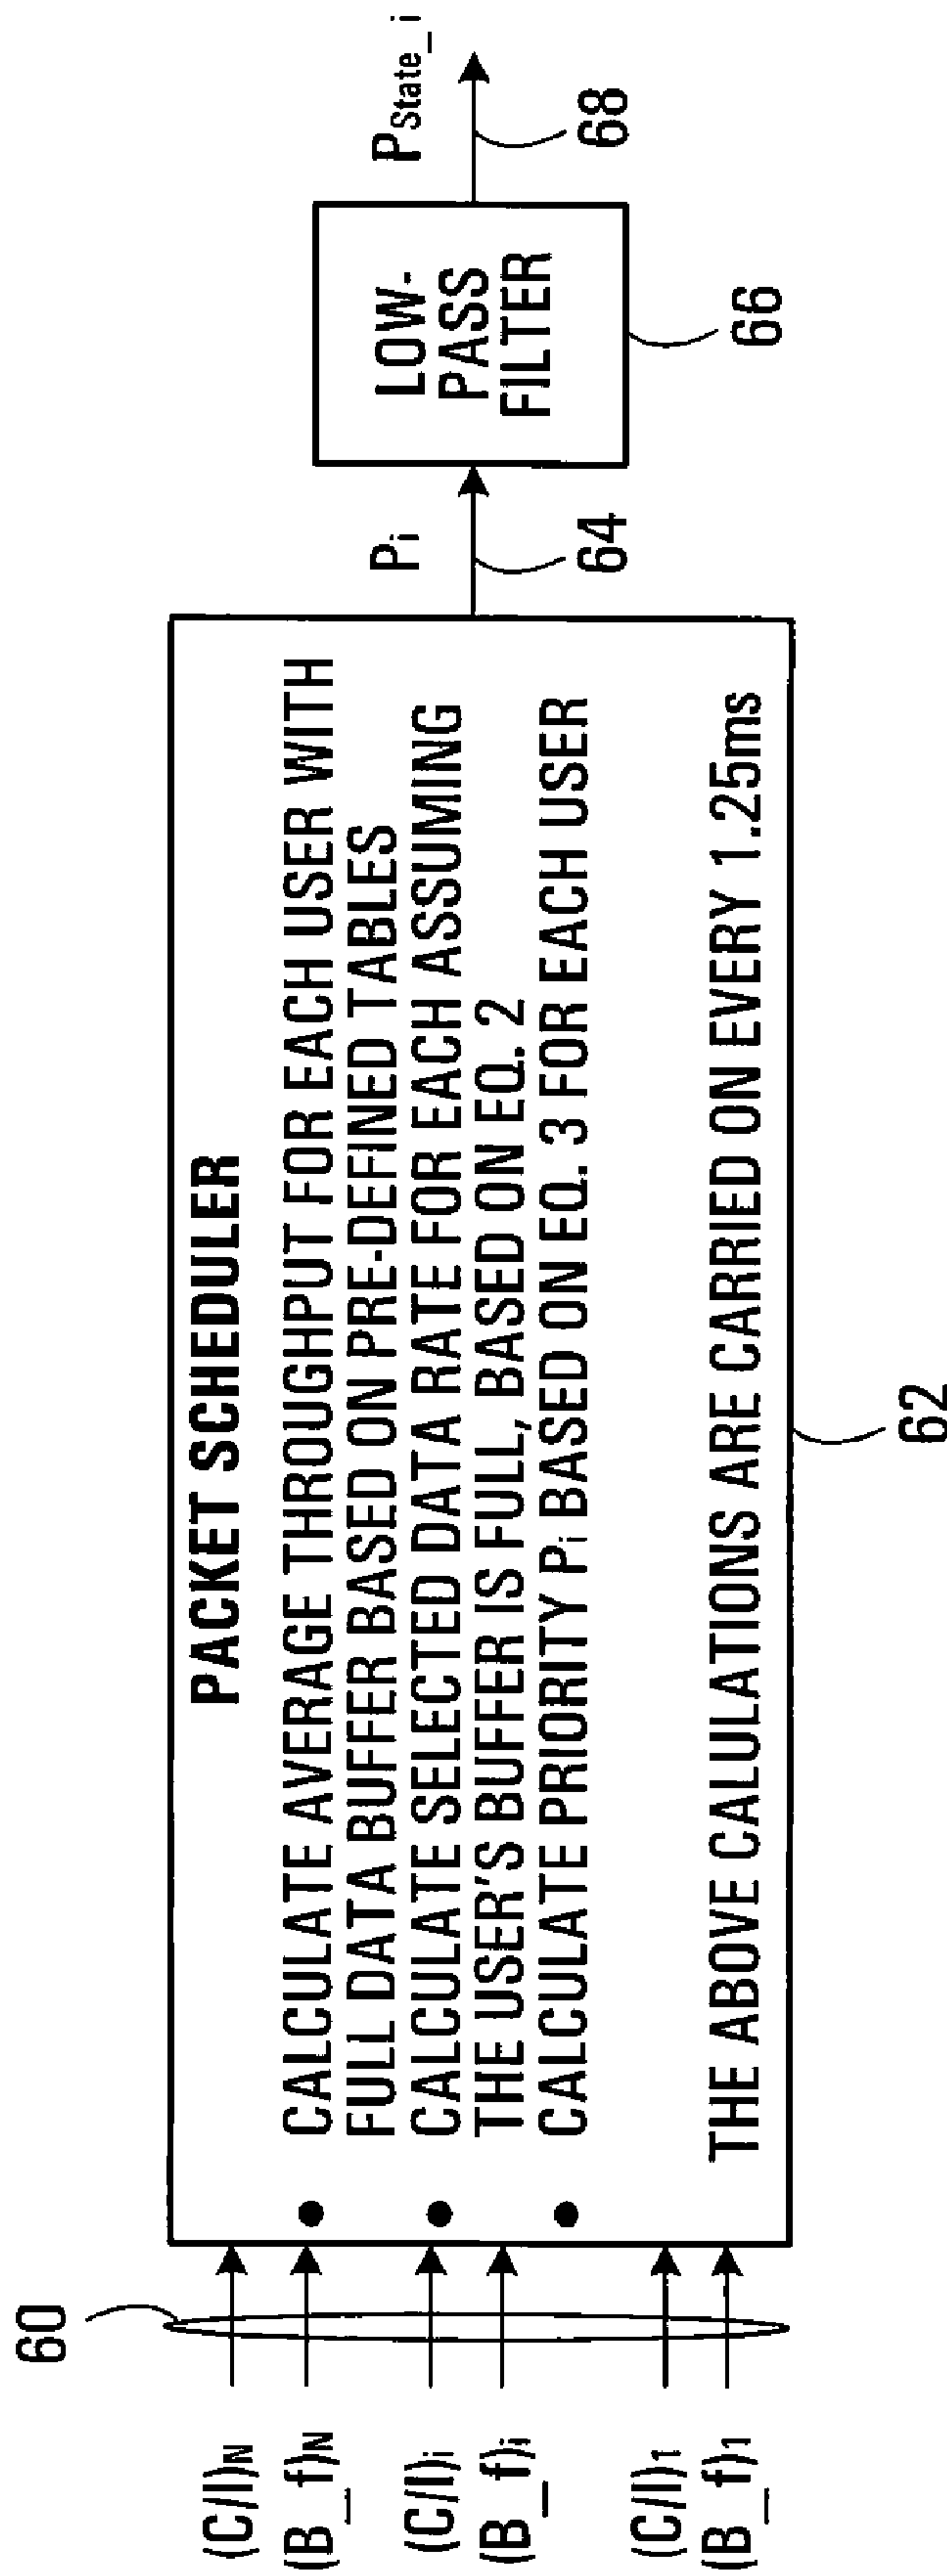 60
(C/I)N
(B_f)N
(C/I)i
(B_f)i
(C/I)1
(B_f)1
PACKET SCHEDULER
• CALCULATE AVERAGE THROUGHPUT FOR EACH USER WITH
FULL DATA BUFFER BASED ON PRE-DEFINED TABLES
• CALCULATE SELECTED DATA RATE FOR EACH ASSUMING
THE USER'S BUFFER IS FULL, BASED ON EQ. 2
• CALCULATE PRIORITY Pi BASED ON EQ. 3 FOR EACH USER
THE ABOVE CALULATIONS ARE CARRIED ON EVERY 1.25ms
62
Pi
64
LOW-
PASS
FILTER
66
PState_i
68